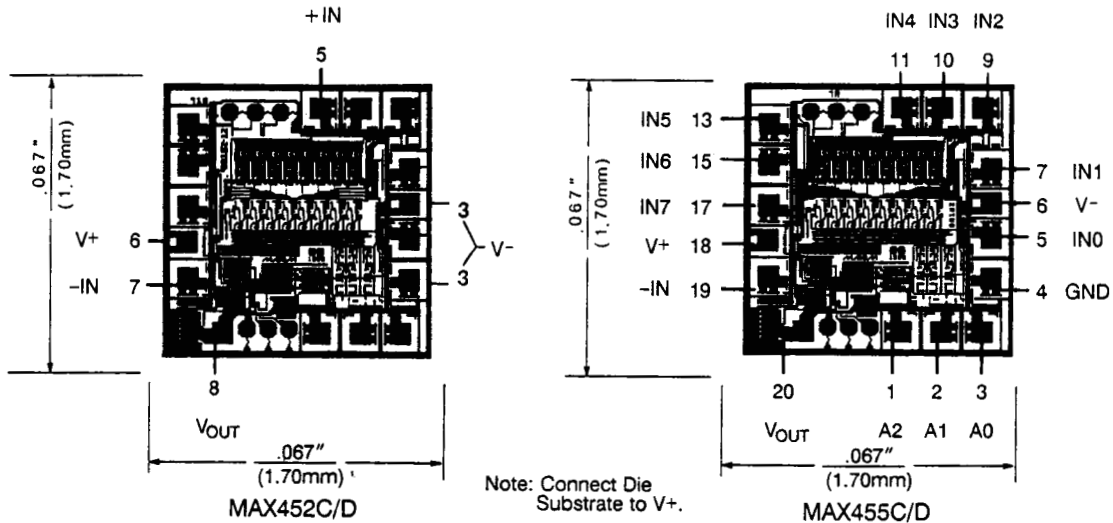 +IN
5
.067"
(1.70mm)
V+ 6
-IN 7
3
3
V-
8
VOUT
.067"
(1.70mm)
MAX452C/D
Note: Connect Die
Substrate to V+.
IN4 IN3 IN2
11 10 9
.067"
(1.70mm)
IN5 13
IN6 15
IN7 17
V+ 18
-IN 19
7 IN1
6 V-
5 IN0
4 GND
20 1 2 3
VOUT A2 A1 A0
.067"
(1.70mm)
MAX455C/D